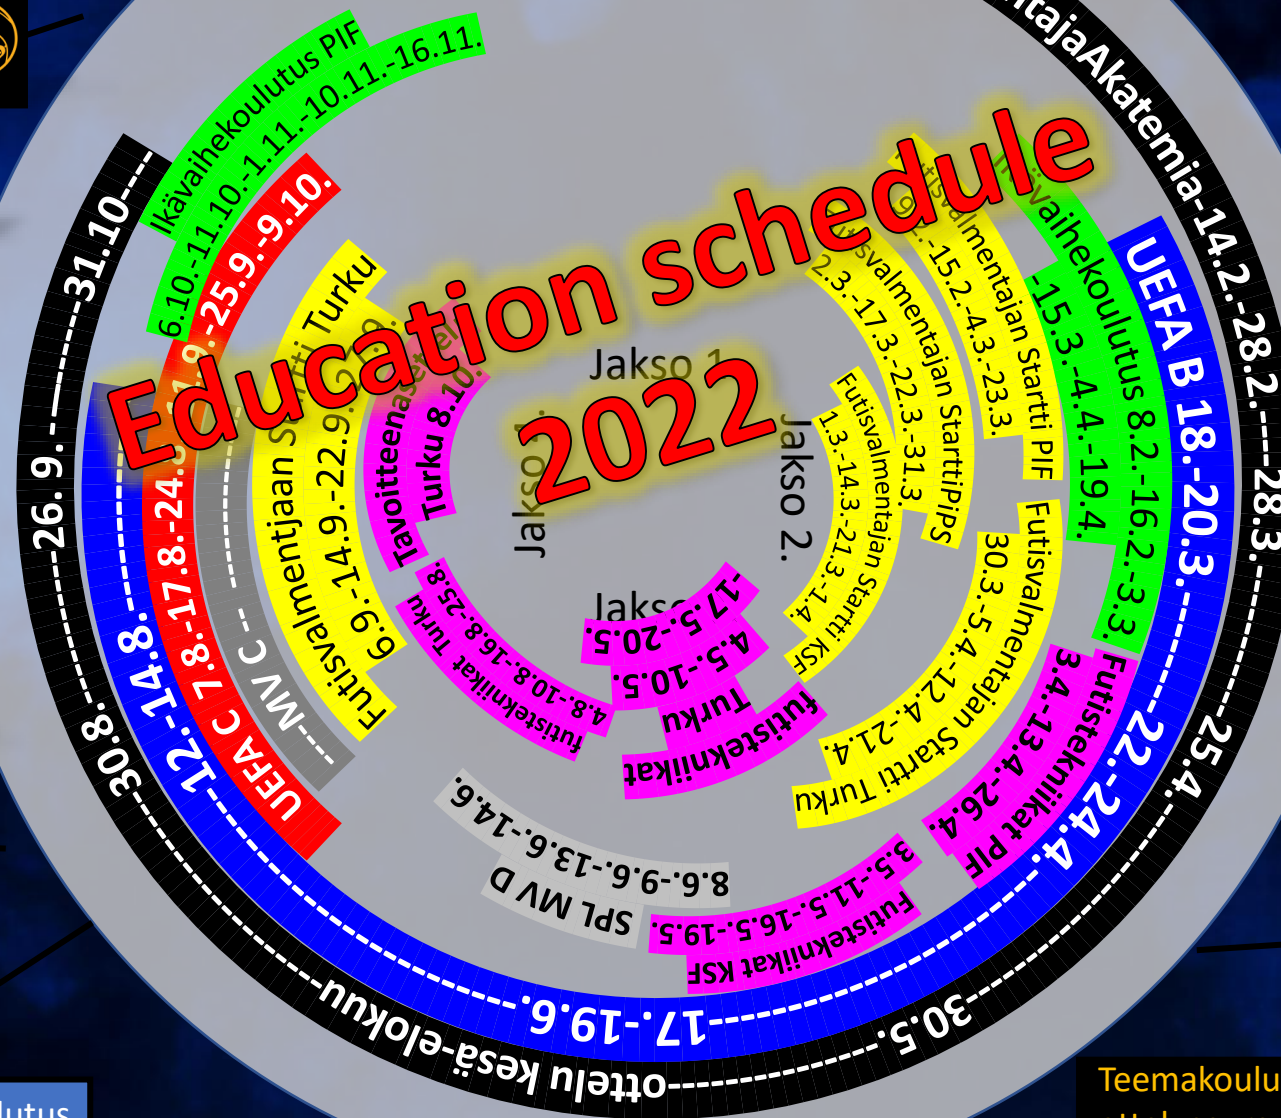 Education schedule
2022
Jakso 1.
Jakso 2.
ntajaAkatemia-14.2.-28.2.-----28.3.-------25.4.----------30.5.------------ottelu kesä-elokuu---------30.8.----------26.9. --------31.10---
UEFA B 18.-20.3.---------22.-24.4.-----------17.-19.6.------------12.-14.8.
UEFA C 7.8.-17.8.-24.8.
-25.9.-9.10.
----MV C --
Ikävaihekoulutus PIF
6.10.-11.10.-1.11.-10.11.-16.11.
Ikävaihekoulutus 8.2.-16.2.-3.3.
-15.3.-4.4.-19.4.
Futisvalmentajan Startti PIF
-15.2.-4.3.-23.3.
Futisvalmentajan StarttiPiPS
2.3.-17.3.-22.3.-31.3.
Futisvalmentajan Startti KSF
1.3.-14.3.-21.3.-1.4.
Futisvalmentajan Startti Turku
30.3.-5.4.-12.4.-21.4.
Futistekniikat PIF
3.4.-13.4.-26.4.
Futistekniikat KSF
3.5.-11.5.-16.5.-19.5.
futistekniikat
Turku
4.5.-10.5.
-17.5.-20.5.
SPL MV D
8.6.-9.6.-13.6.-14.6.
futistekniikat Turku
4.8.-10.8.-16.8.-25.8.
Futisvalmentjaan Startti Turku
6.9.-14.9.-22.9.
Turku 8.10.
Teemakoulu
lutus